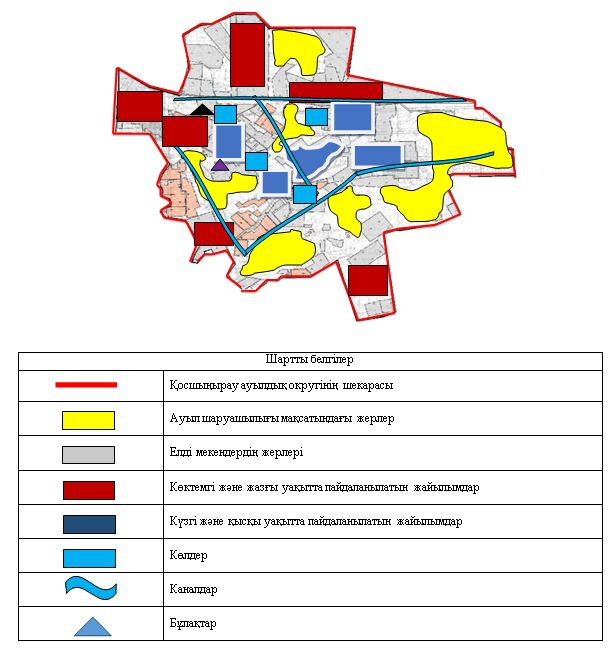 Шартты белгілер
Қосшыңырау ауылдық округінің шекарасы
Ауыл шаруашылығы мақсатындағы жерлер
Елді мекендердің жерлері
Көктемгі және жазғы уақытта пайдаланылатын жайылымдар
Күзгі және қысқы уақытта пайдаланылатын жайылымдар
Көлдер
Каналдар
Бұлақтар